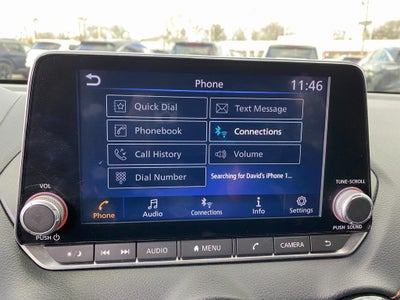 Phone 11:46
Quick Dial Text Message
Phonebook Connections
Call History Volume
Dial Number Searching for David's iPhone 1...
Phone Audio Connections Info Settings
VOL TUNE•SCROLL
PUSH PUSH SOUND
AUDIO MENU CAMERA